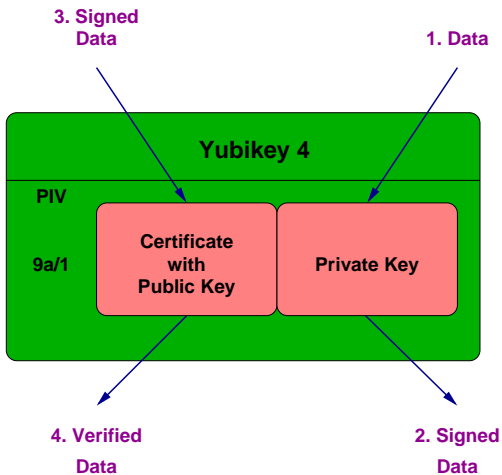 3. Signed
Data
1. Data
Yubikey 4
PIV
9a/1
Certificate
with
Public Key
Private Key
4. Verified
Data
2. Signed
Data